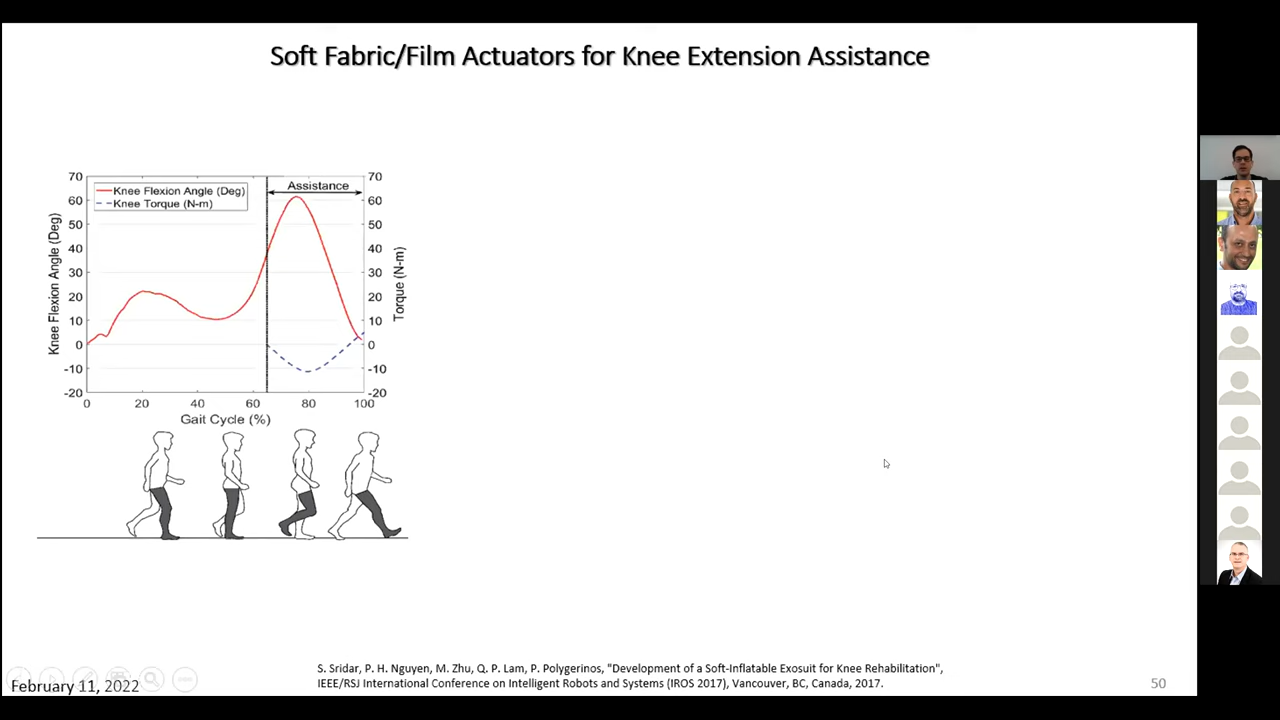 Soft Fabric/Film Actuators for Knee Extension Assistance
70
60
50
40
30
20
10
0
-10
-20
Knee Flexion Angle (Deg)
Knee Flexion Angle (Deg)
Knee Torque (N-m)
Assistance
70
60
50
40
30
20
10
0
-10
-20
Torque (N-m)
0 20 40 60 80 100
Gait Cycle (%)
S. Sridar, P. H. Nguyen, M. Zhu, Q. P. Lam, P. Polygerinos, "Development of a Soft-Inflatable Exosuit for Knee Rehabilitation",
IEEE/RSJ International Conference on Intelligent Robots and Systems (IROS 2017), Vancouver, BC, Canada, 2017.
February 11, 2022
50